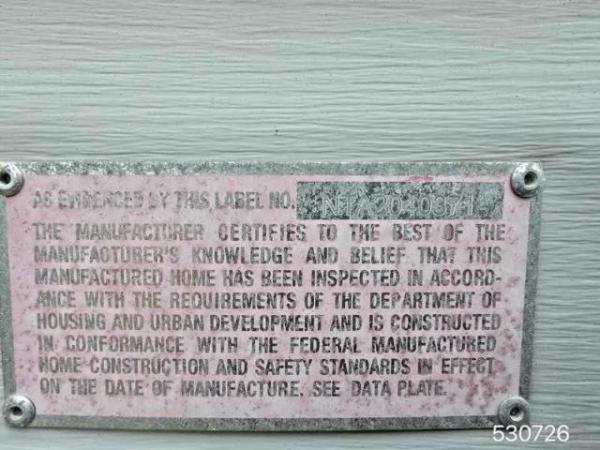 AS EVIDENCED BY THIS LABEL NO.
THE MANUFACTURER CERTIFIES TO THE BEST OF THE
MANUFACTURER'S KNOWLEDGE AND BELIEF THAT THIS
MANUFACTURED HOME HAS BEEN INSPECTED IN ACCORD-
ANCE WITH THE REQUIREMENTS OF THE DEPARTMENT OF
HOUSING AND URBAN DEVELOPMENT AND IS CONSTRUCTED
IN CONFORMANCE WITH THE FEDERAL MANUFACTURED
HOME CONSTRUCTION AND SAFETY STANDARDS IN EFFECT
ON THE DATE OF MANUFACTURE. SEE DATA PLATE.
530726